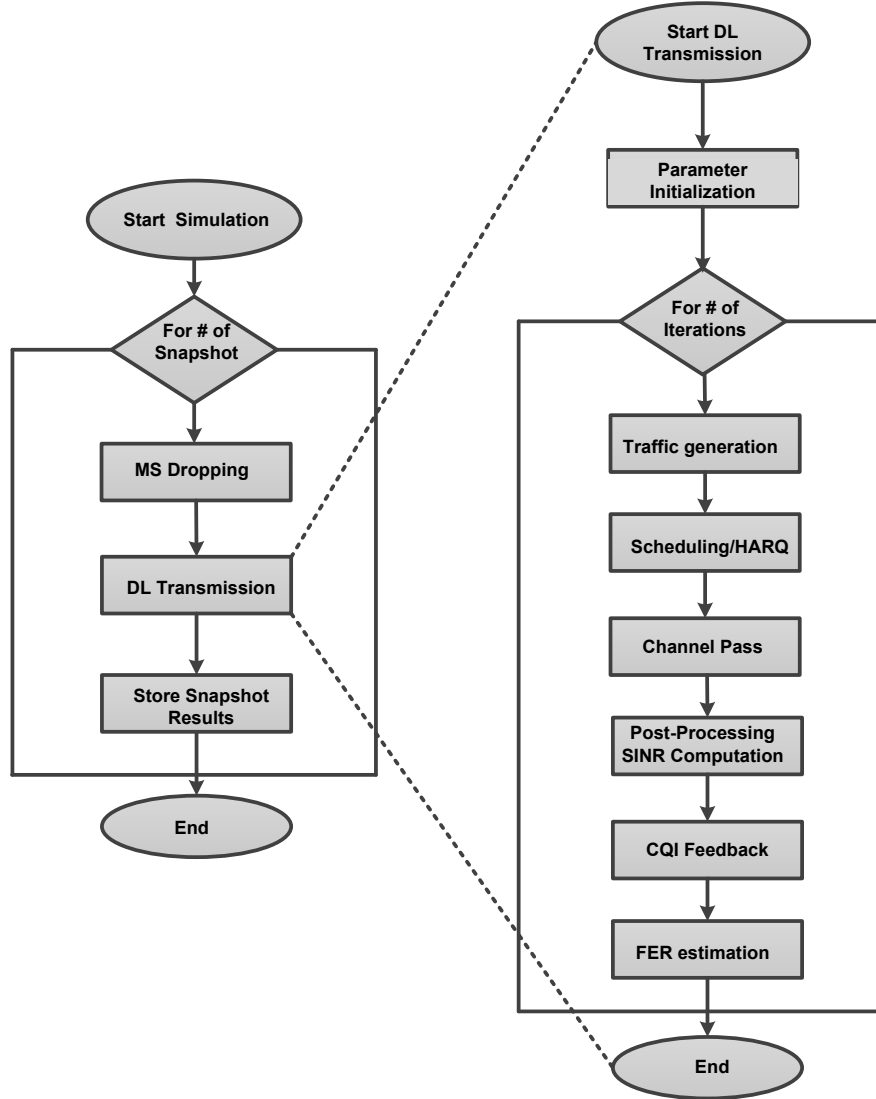 Start Simulation
For # of
Snapshot
MS Dropping
DL Transmission
Store Snapshot
Results
End
Start DL
Transmission
Parameter
Initialization
For # of
Iterations
Traffic generation
Scheduling/HARQ
Channel Pass
Post-Processing
SINR Computation
CQI Feedback
FER estimation
End